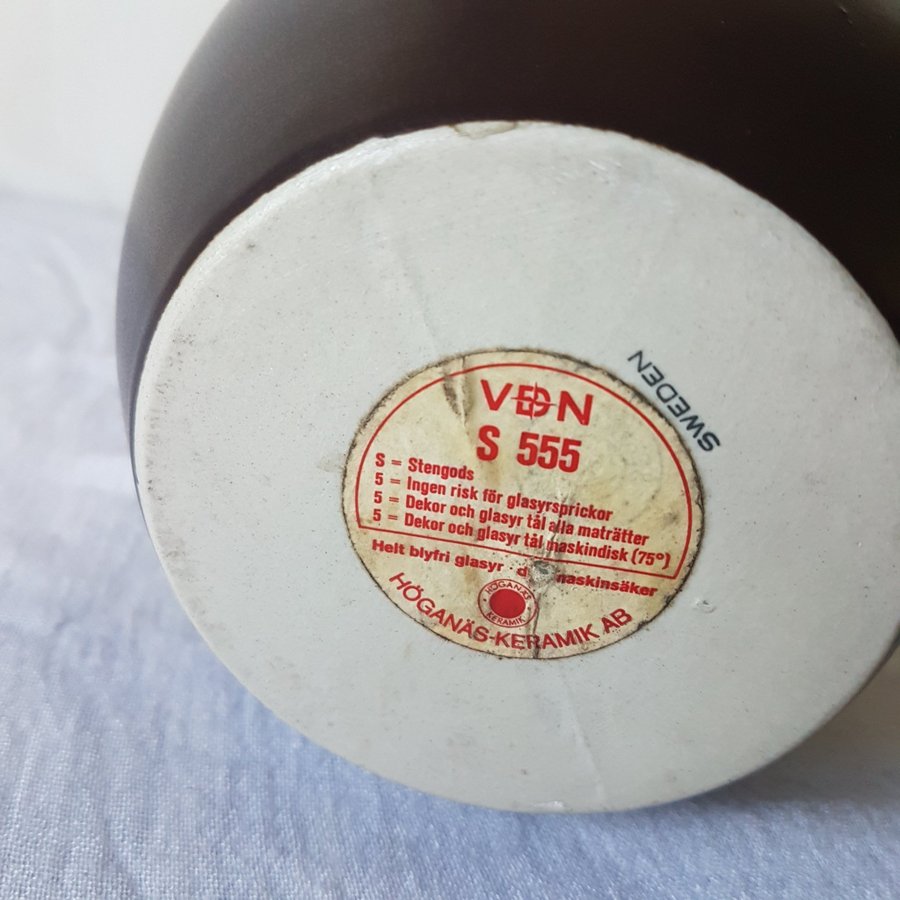 VDN
S 555
S = Stengods
5 = Ingen risk för glasyrsprickor
5 = Dekor och glasyr tål alla maträtter
5 = Dekor och glasyr tål maskindisk (75°)
Helt blyfri glasyr d maskinsäker
HÖGANÄS KERAMIK
HÖGANÄS-KERAMIK AB
SWEDEN